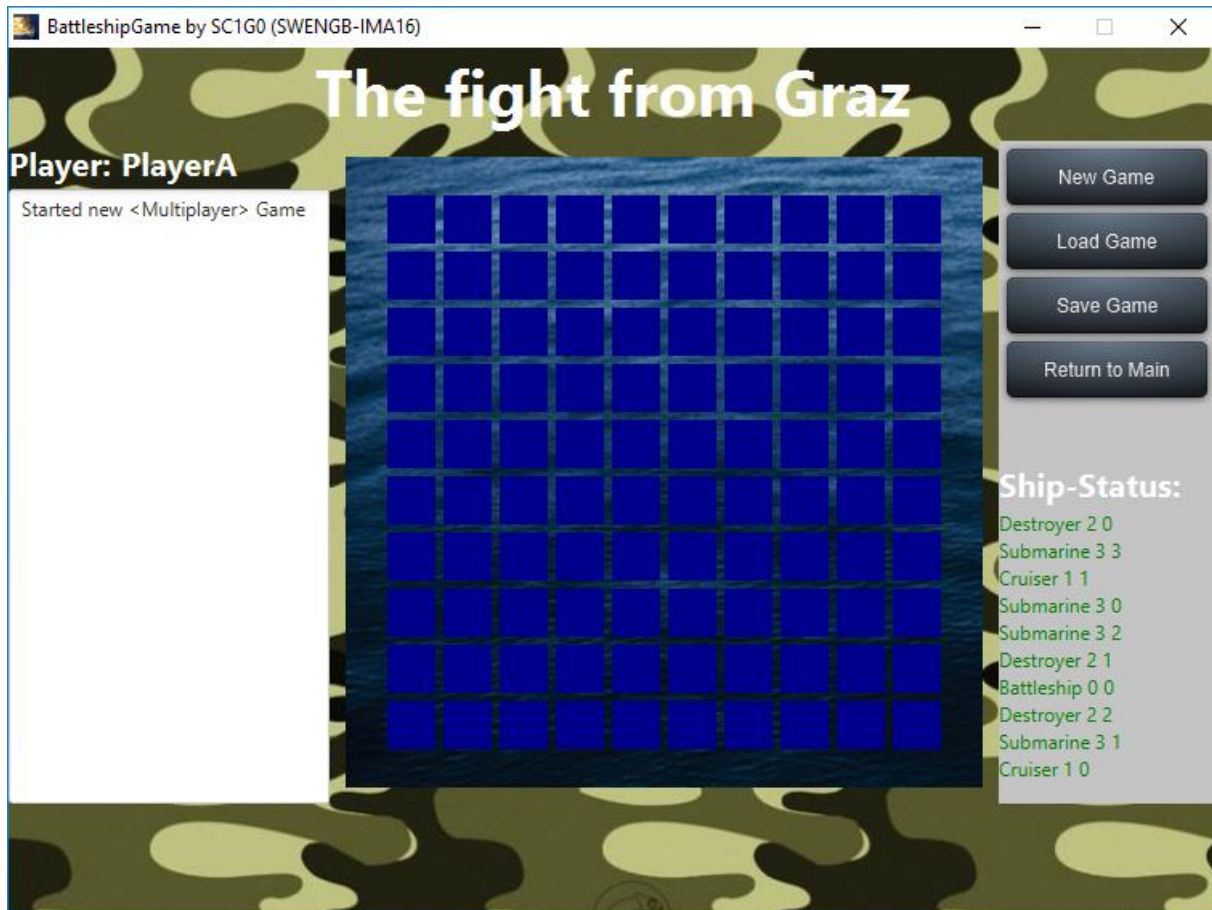 BattleshipGame by SC1G0 (SWENGB-IMA16)
The fight from Graz
Player: PlayerA
Started new <Multiplayer> Game
New Game
Load Game
Save Game
Return to Main
Ship-Status:
Destroyer 2 0
Submarine 3 3
Cruiser 1 1
Submarine 3 0
Submarine 3 2
Destroyer 2 1
Battleship 0 0
Destroyer 2 2
Submarine 3 1
Cruiser 1 0